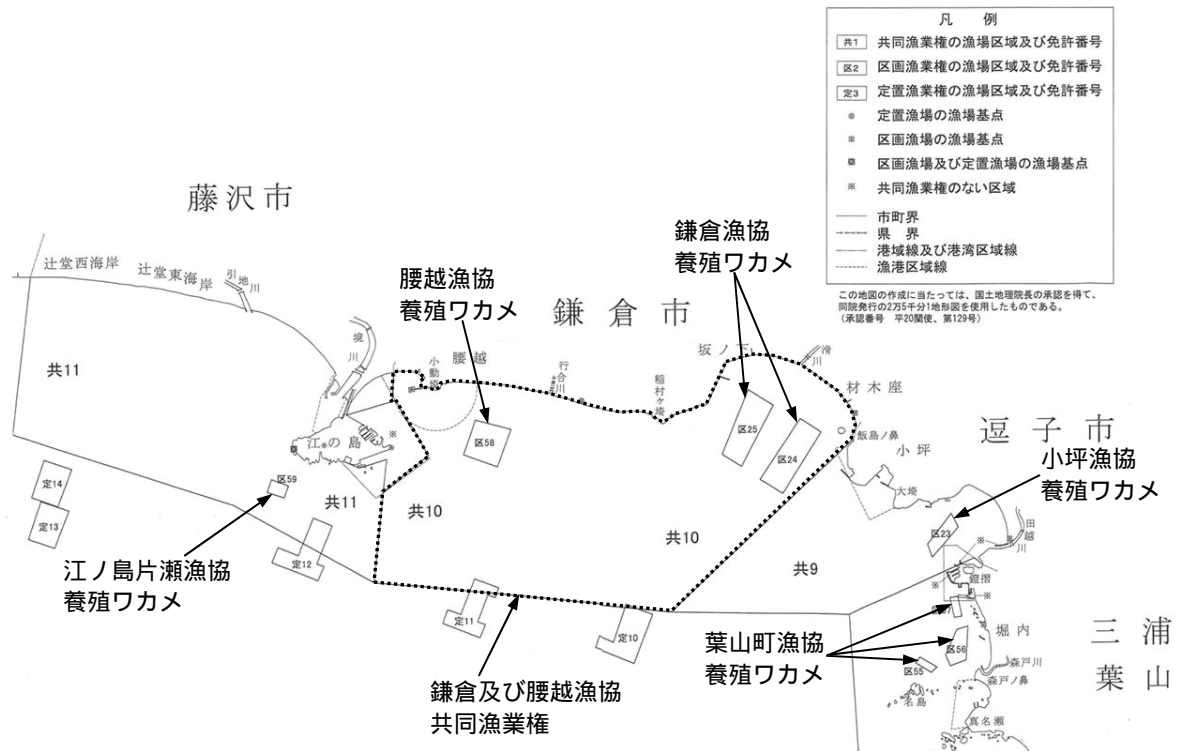 凡 例
共1 共同漁業権の漁場区域及び免許番号
区2 区画漁業権の漁場区域及び免許番号
定3 定置漁業権の漁場区域及び免許番号
定置漁場の漁場基点
区画漁場の漁場基点
区画漁場及び定置漁場の漁場基点
※ 共同漁業権のない区域
市町界
県 界
港域線及び港湾区域線
漁港区域線
この地図の作成に当たっては、国土地理院長の承認を得て、
同院発行の2万5千分1地形図を使用したものである。
(承認番号 平20関使、第129号)
藤沢市
鎌倉市
逗子市
三浦
葉山
辻堂西海岸
辻堂東海岸
引地川
境川
小動埼
腰越
行合川
稲村ヶ埼
坂ノ下
滑川
材木座
飯島ノ鼻
小坪
大埼
田越川
鐙摺
堀内
森戸川
森戸ノ鼻
名島
真名瀬
江の島
腰越漁協
養殖ワカメ
鎌倉漁協
養殖ワカメ
小坪漁協
養殖ワカメ
江ノ島片瀬漁協
養殖ワカメ
葉山町漁協
養殖ワカメ
鎌倉及び腰越漁協
共同漁業権
共11
共11
共10
共10
共9
区58
区25
区24
区23
区59
区56
区55
定14
定13
定12
定11
定10
※
※
※
※